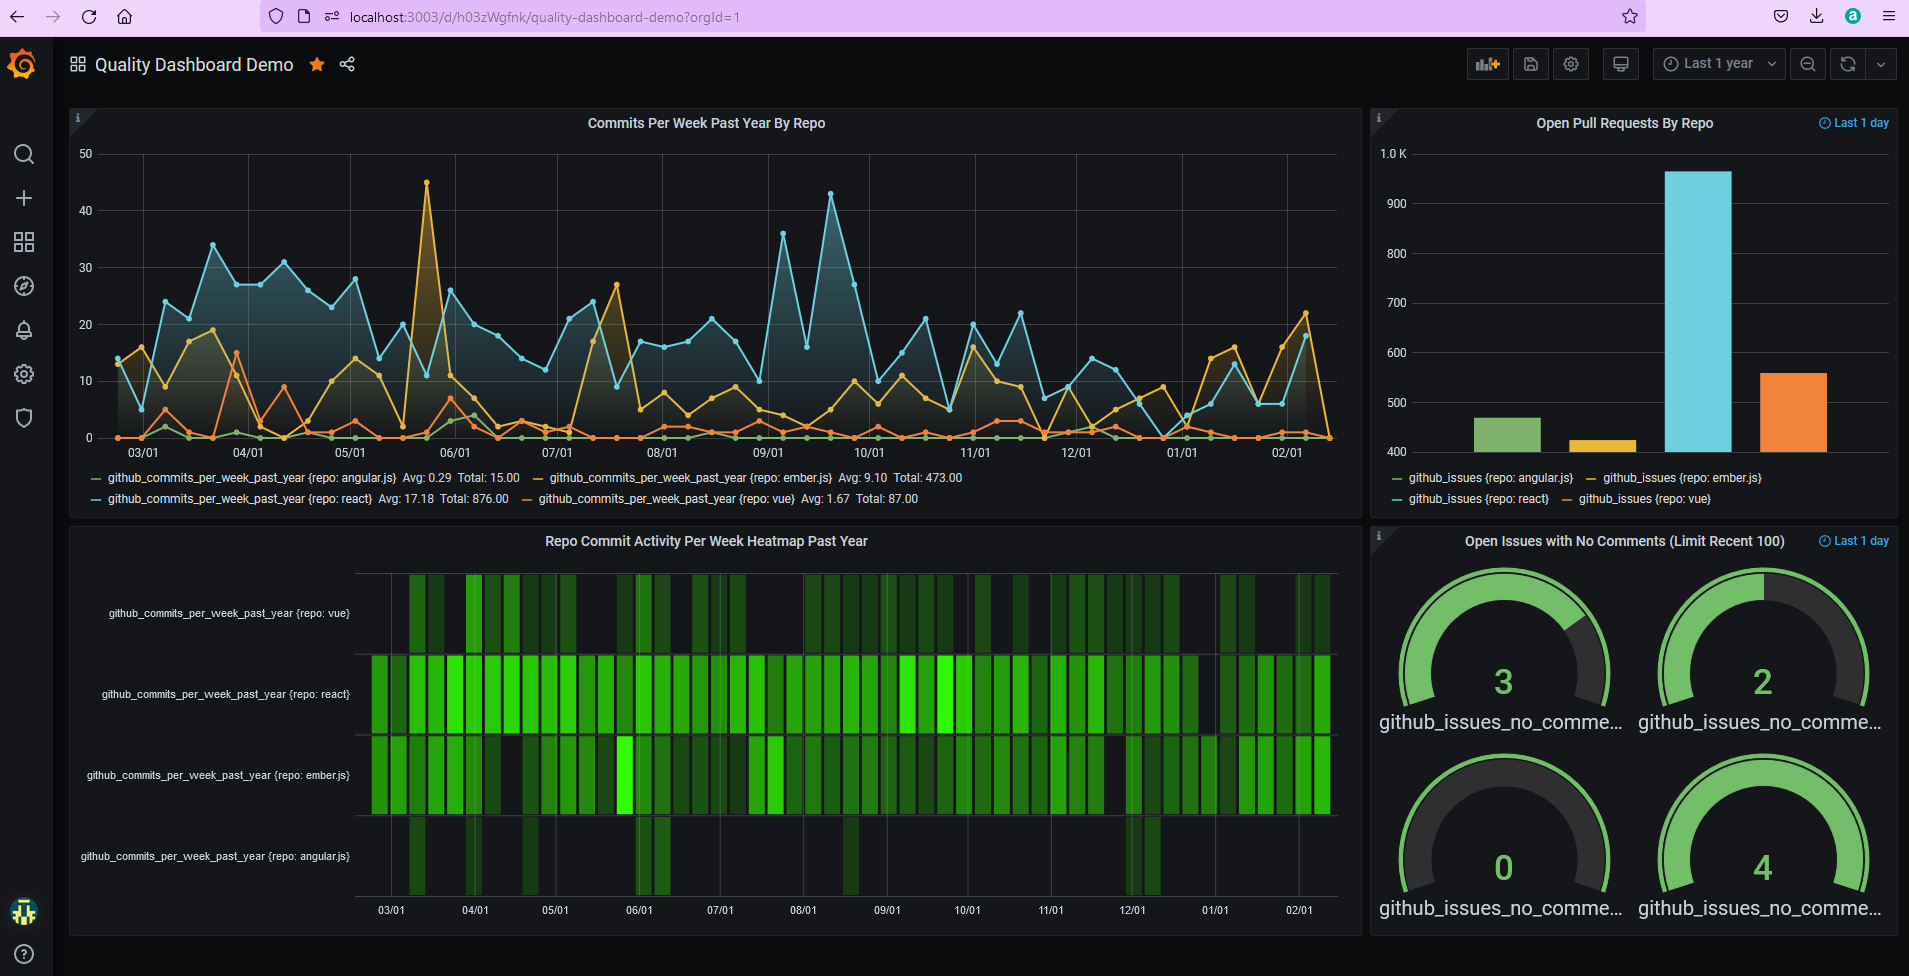 localhost:3003/d/h03zWgfnk/quality-dashboard-demo?orgId=1
Quality Dashboard Demo
Last 1 year
Commits Per Week Past Year By Repo
50
40
30
20
10
0
03/01 04/01 05/01 06/01 07/01 08/01 09/01 10/01 11/01 12/01 01/01 02/01
github_commits_per_week_past_year {repo: angular.js} Avg: 0.29 Total: 15.00 github_commits_per_week_past_year {repo: ember.js} Avg: 9.10 Total: 473.00
github_commits_per_week_past_year {repo: react} Avg: 17.18 Total: 876.00 github_commits_per_week_past_year {repo: vue} Avg: 1.67 Total: 87.00
Open Pull Requests By Repo
Last 1 day
1.0 K
900
800
700
600
500
400
github_issues {repo: angular.js} github_issues {repo: ember.js}
github_issues {repo: react} github_issues {repo: vue}
Repo Commit Activity Per Week Heatmap Past Year
github_commits_per_week_past_year {repo: vue}
github_commits_per_week_past_year {repo: react}
github_commits_per_week_past_year {repo: ember.js}
github_commits_per_week_past_year {repo: angular.js}
03/01 04/01 05/01 06/01 07/01 08/01 09/01 10/01 11/01 12/01 01/01 02/01
Open Issues with No Comments (Limit Recent 100)
Last 1 day
3 2
github_issues_no_comme... github_issues_no_comme...
0 4
github_issues_no_comme... github_issues_no_comme...